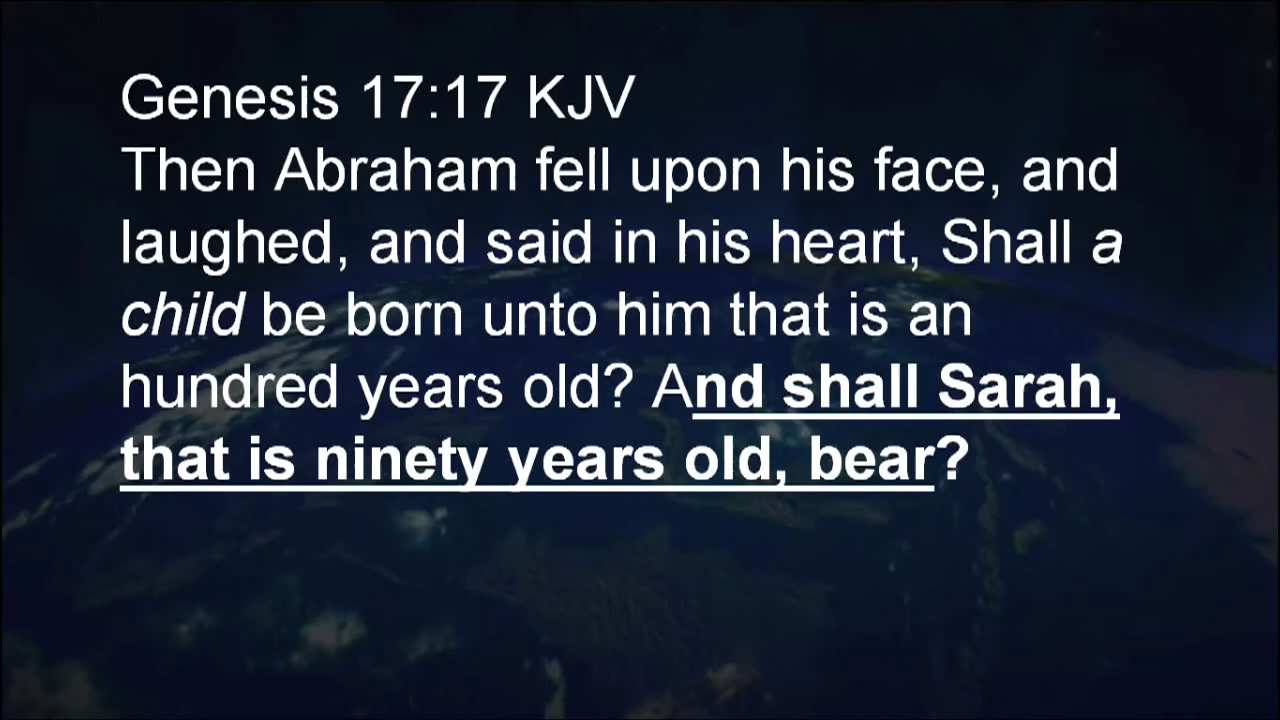 Genesis 17:17 KJV
Then Abraham fell upon his face, and
laughed, and said in his heart, Shall a
child be born unto him that is an
hundred years old? And shall Sarah,
that is ninety years old, bear?